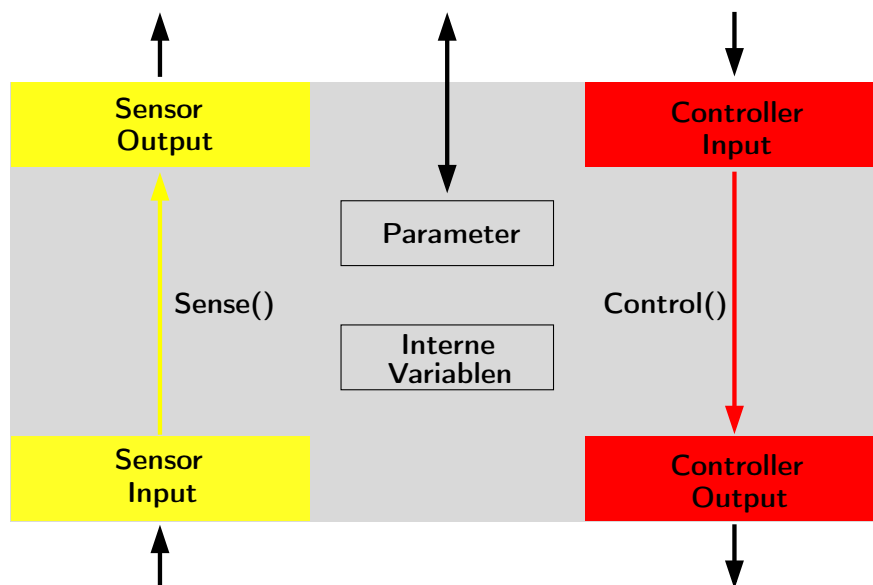 Sensor
Output
Controller
Input
Parameter
Sense()
Control()
Interne
Variablen
Sensor
Input
Controller
Output